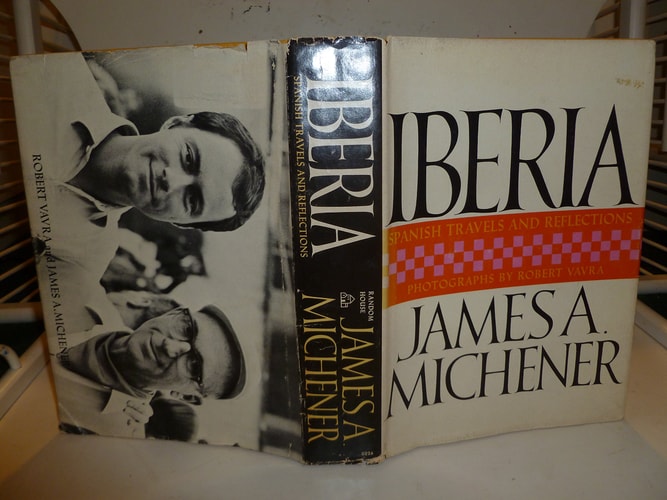 IBERIA
SPANISH TRAVELS AND REFLECTIONS
PHOTOGRAPHS BY ROBERT VAVRA
JAMES A.
MICHENER
IBERIA
SPANISH TRAVELS AND REFLECTIONS
RANDOM
HOUSE
JAMES A
MICHENER
ROBERT VAVRA
JAMES A. MICHENER